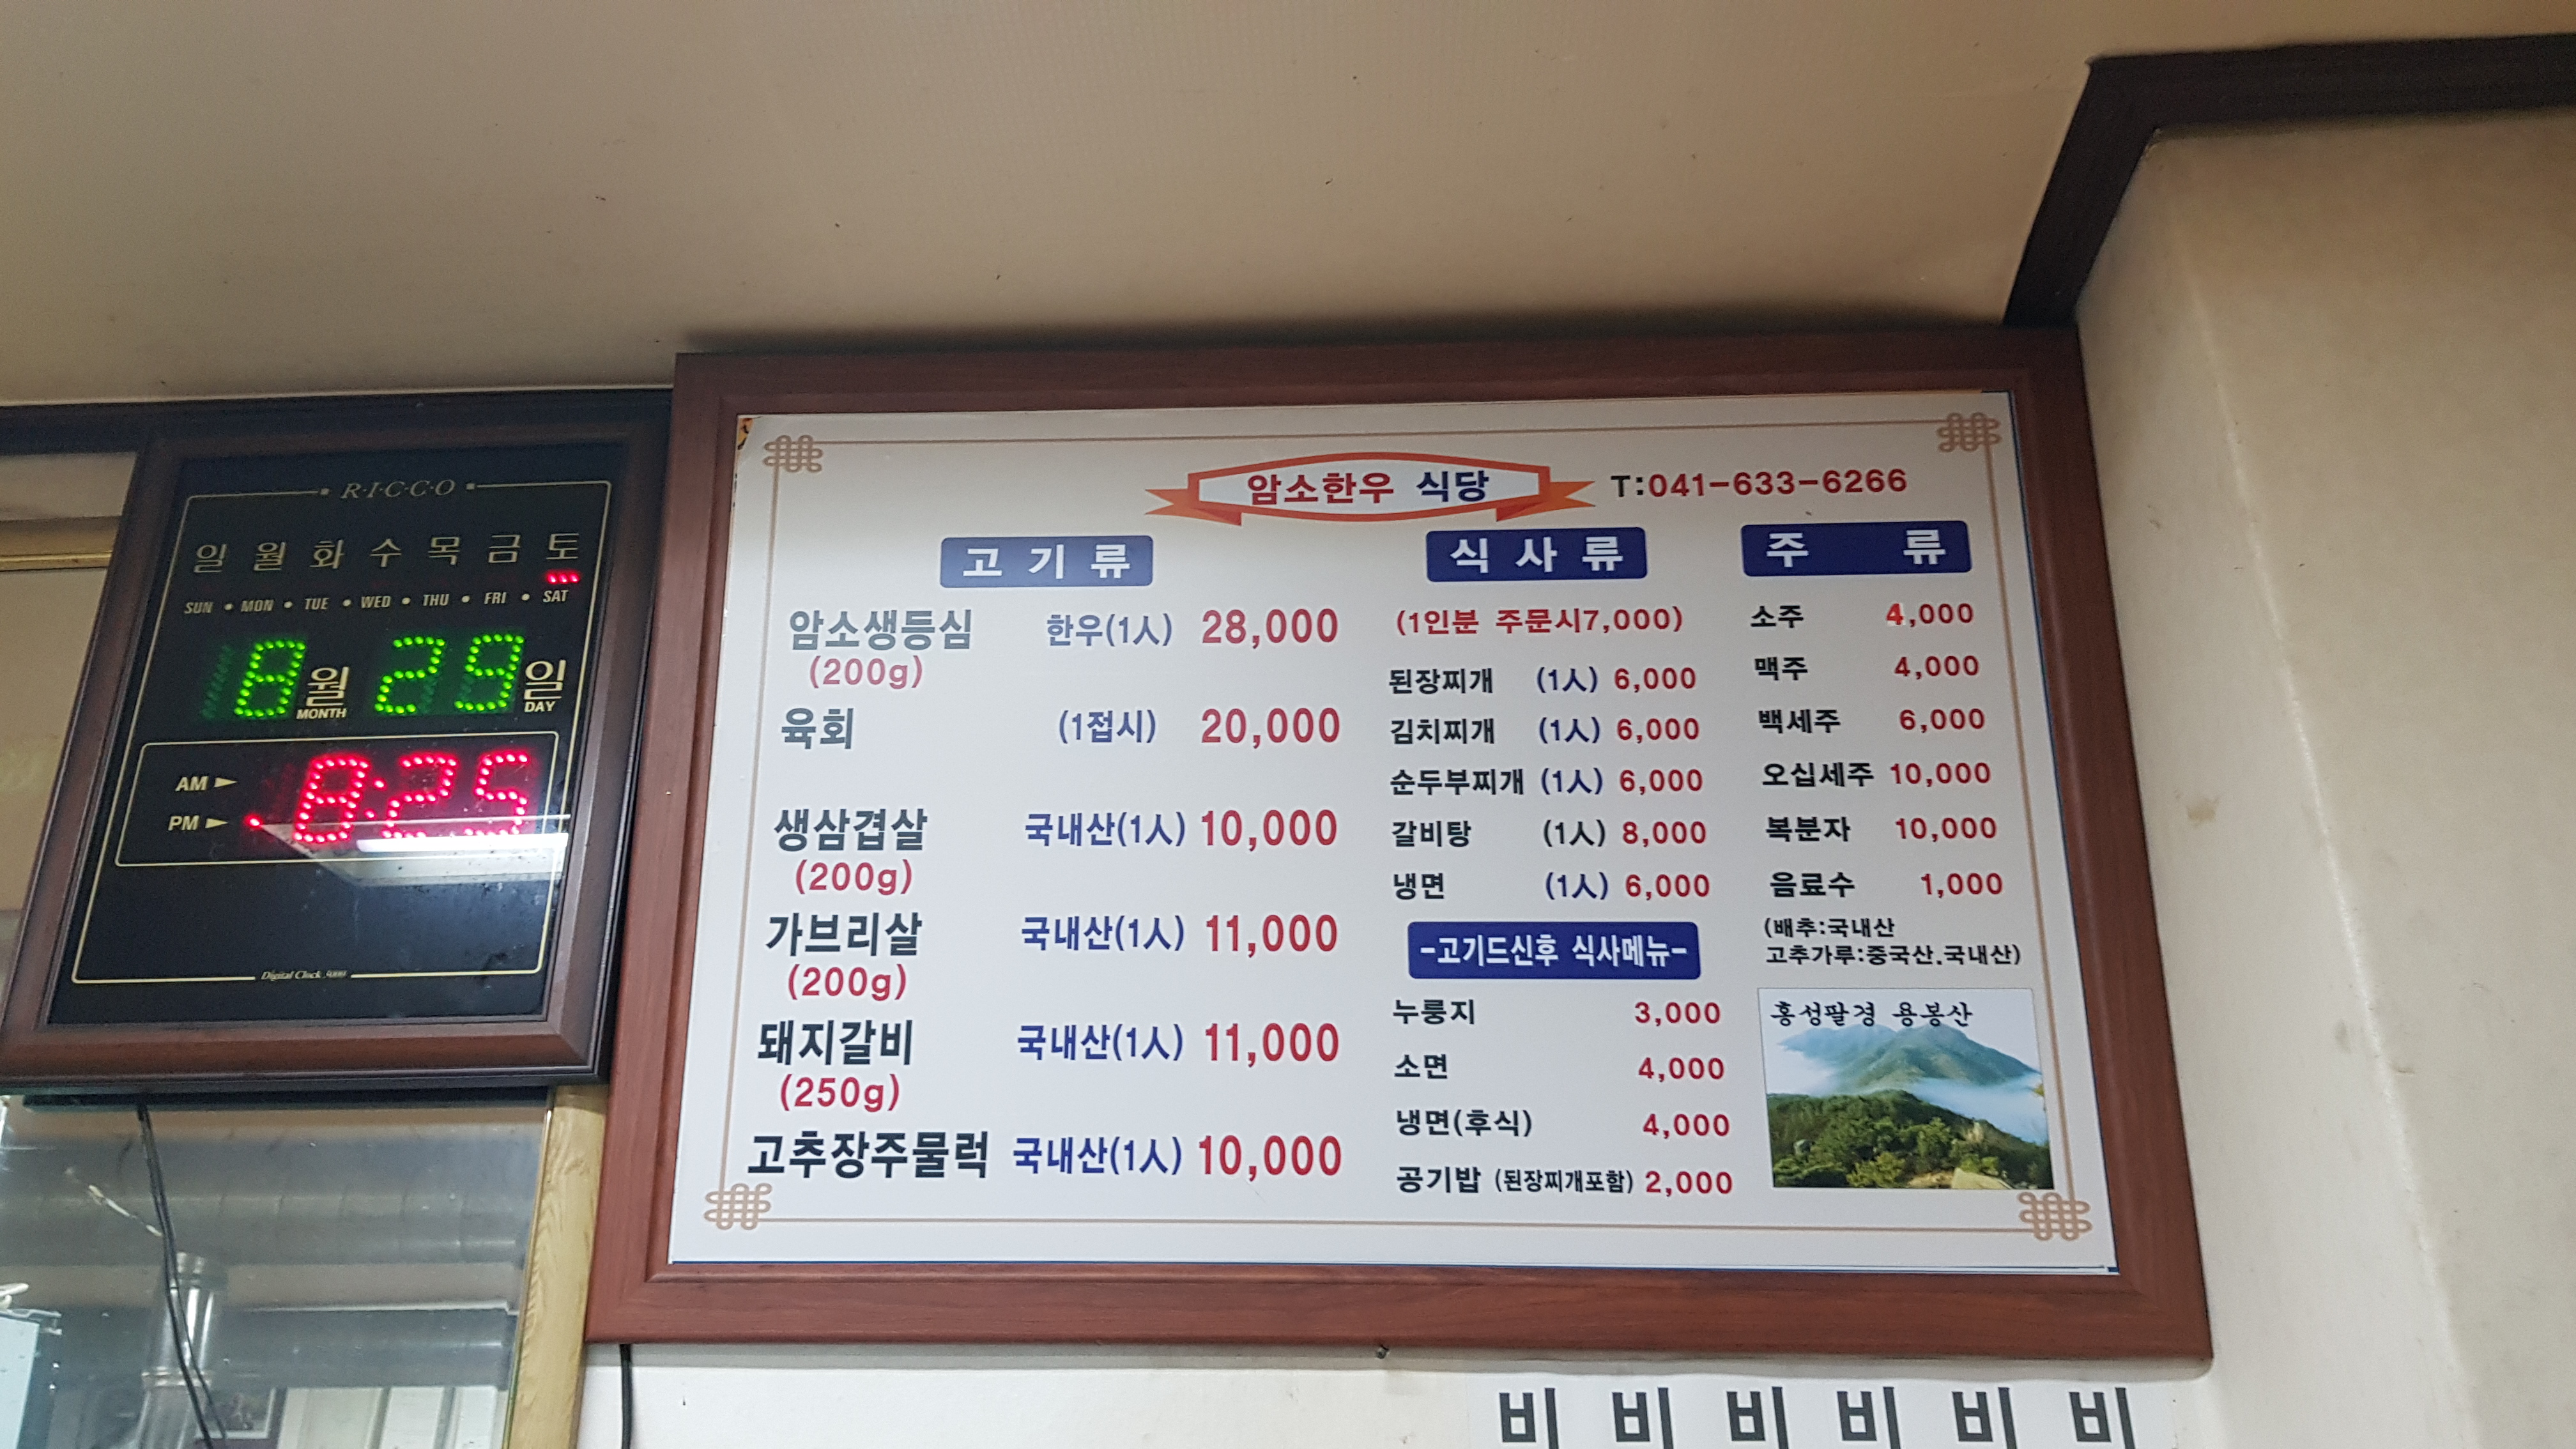 R·I·C·C·O
일 월 화 수 목 금 토
SUN • MON • TUE • WED • THU • FRI • SAT
8 월 MONTH 29 일 DAY
AM ► 8:25
PM ►
Digital Clock
암소한우 식당 T:041-633-6266
고 기 류
암소생등심 한우(1人) 28,000
(200g)
육회 (1접시) 20,000
생삼겹살 국내산(1人) 10,000
(200g)
가브리살 국내산(1人) 11,000
(200g)
돼지갈비 국내산(1人) 11,000
(250g)
고추장주물럭 국내산(1人) 10,000
식 사 류
(1인분 주문시7,000)
된장찌개 (1人) 6,000
김치찌개 (1人) 6,000
순두부찌개 (1人) 6,000
갈비탕 (1人) 8,000
냉면 (1人) 6,000
-고기드신후 식사메뉴-
누룽지 3,000
소면 4,000
냉면(후식) 4,000
공기밥 (된장찌개포함) 2,000
주 류
소주 4,000
맥주 4,000
백세주 6,000
오십세주 10,000
복분자 10,000
음료수 1,000
(배추:국내산
고추가루:중국산.국내산)
홍성팔경 용봉산
비 비 비 비 비 비